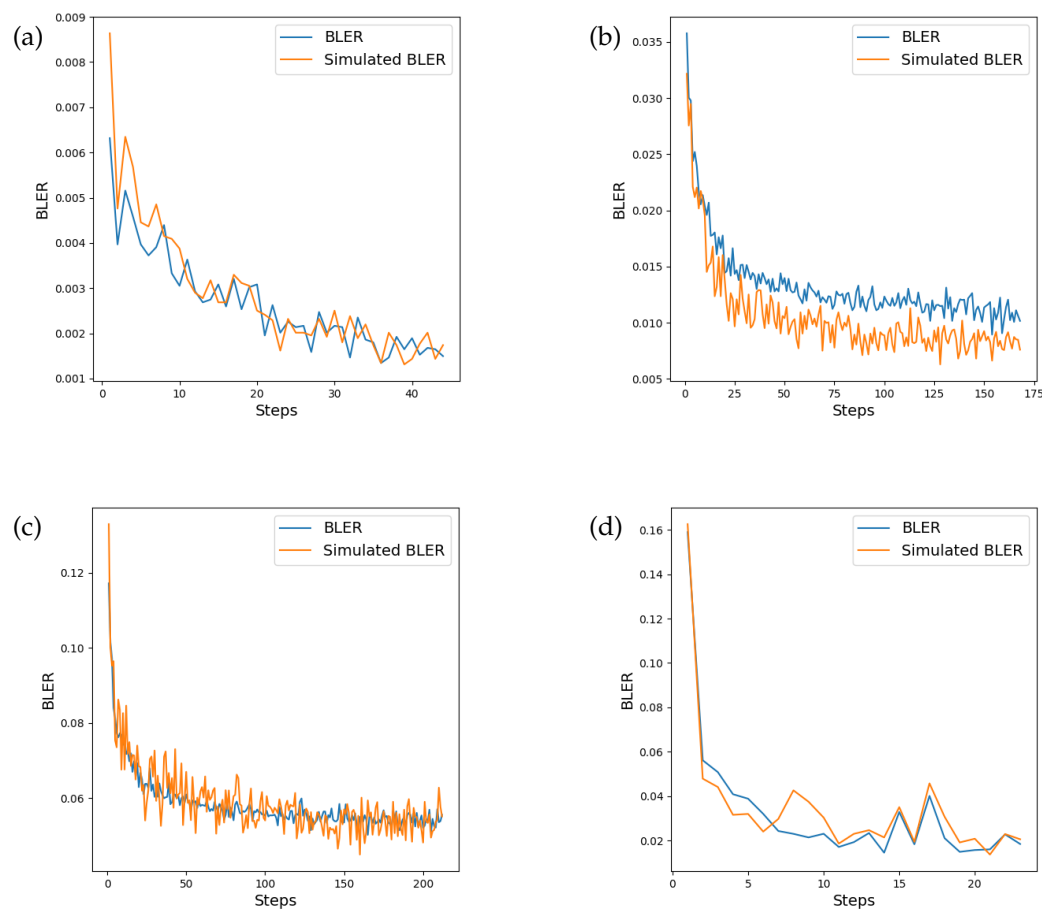 (a)
BLER
Simulated BLER
0.009
0.008
0.007
0.006
0.005
0.004
0.003
0.002
0.001
BLER
0 10 20 30 40
Steps
(b)
BLER
Simulated BLER
0.035
0.030
0.025
0.020
0.015
0.010
0.005
BLER
0 25 50 75 100 125 150 175
Steps
(c)
BLER
Simulated BLER
0.12
0.10
0.08
0.06
BLER
0 50 100 150 200
Steps
(d)
BLER
Simulated BLER
0.16
0.14
0.12
0.10
0.08
0.06
0.04
0.02
BLER
0 5 10 15 20
Steps